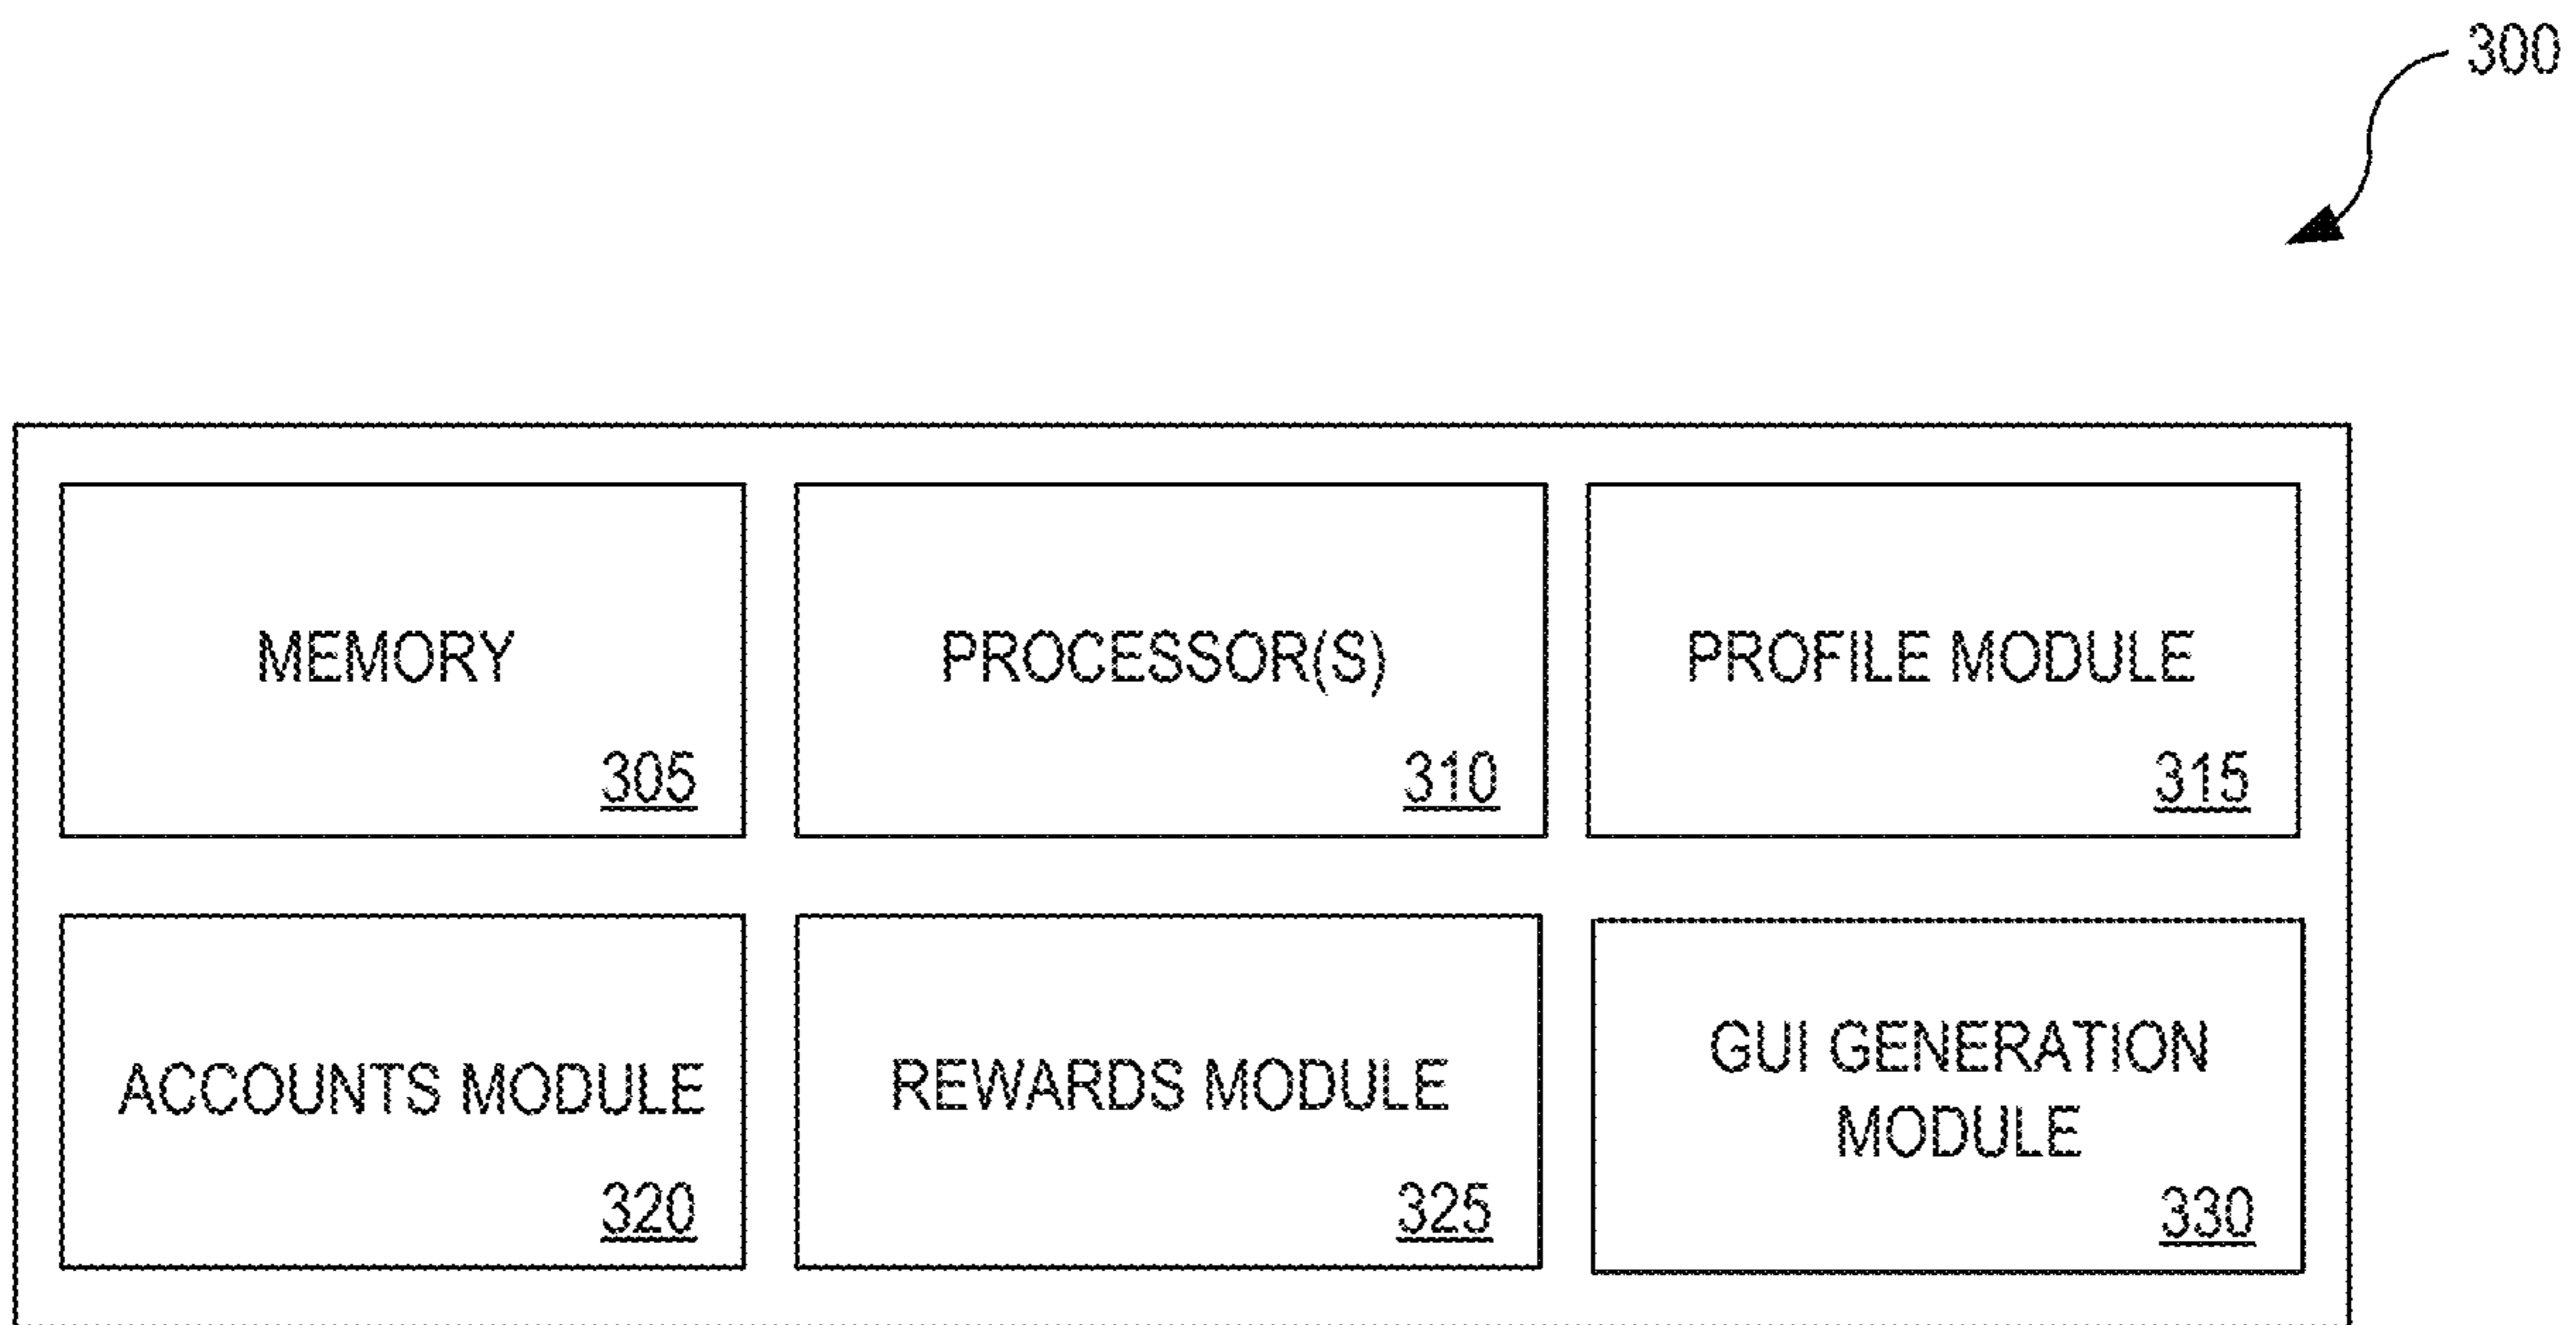 300
MEMORY
305
PROCESSOR(S)
310
PROFILE MODULE
315
ACCOUNTS MODULE
320
REWARDS MODULE
325
GUI GENERATION
MODULE
330